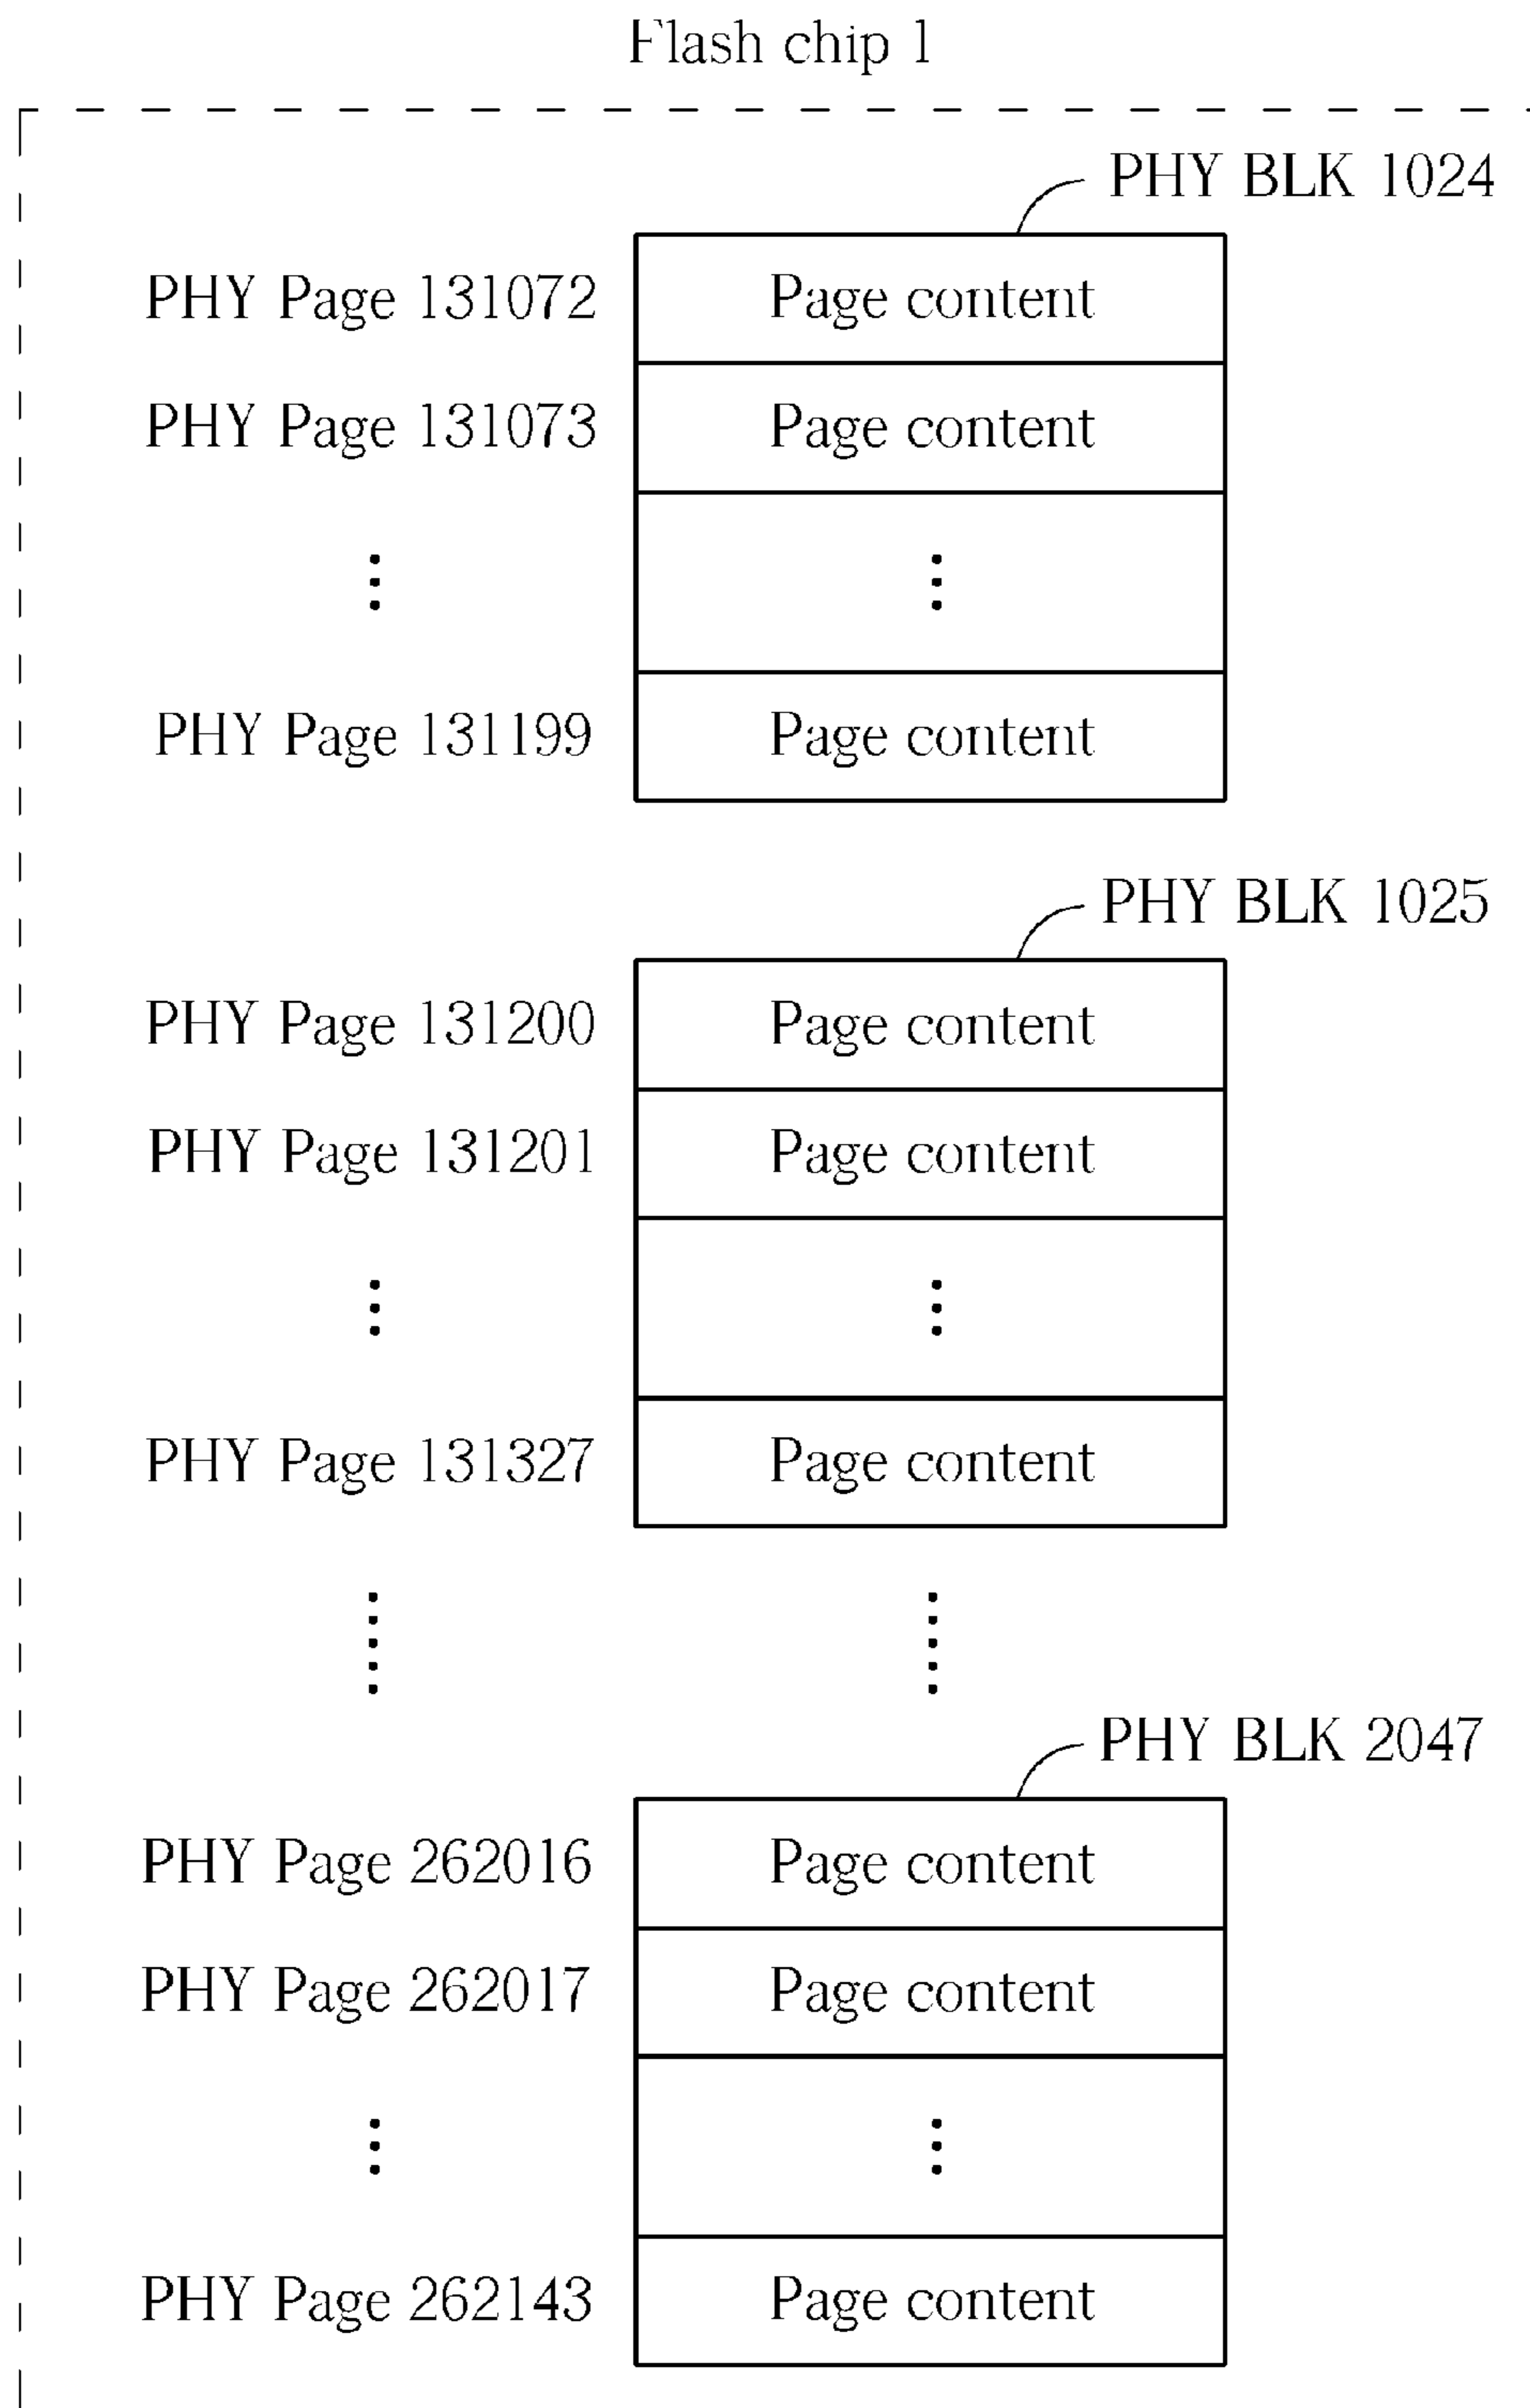 Flash chip 1
PHY BLK 1024
PHY Page 131072 Page content
PHY Page 131073 Page content
PHY Page 131199 Page content
PHY BLK 1025
PHY Page 131200 Page content
PHY Page 131201 Page content
PHY Page 131327 Page content
PHY BLK 2047
PHY Page 262016 Page content
PHY Page 262017 Page content
PHY Page 262143 Page content